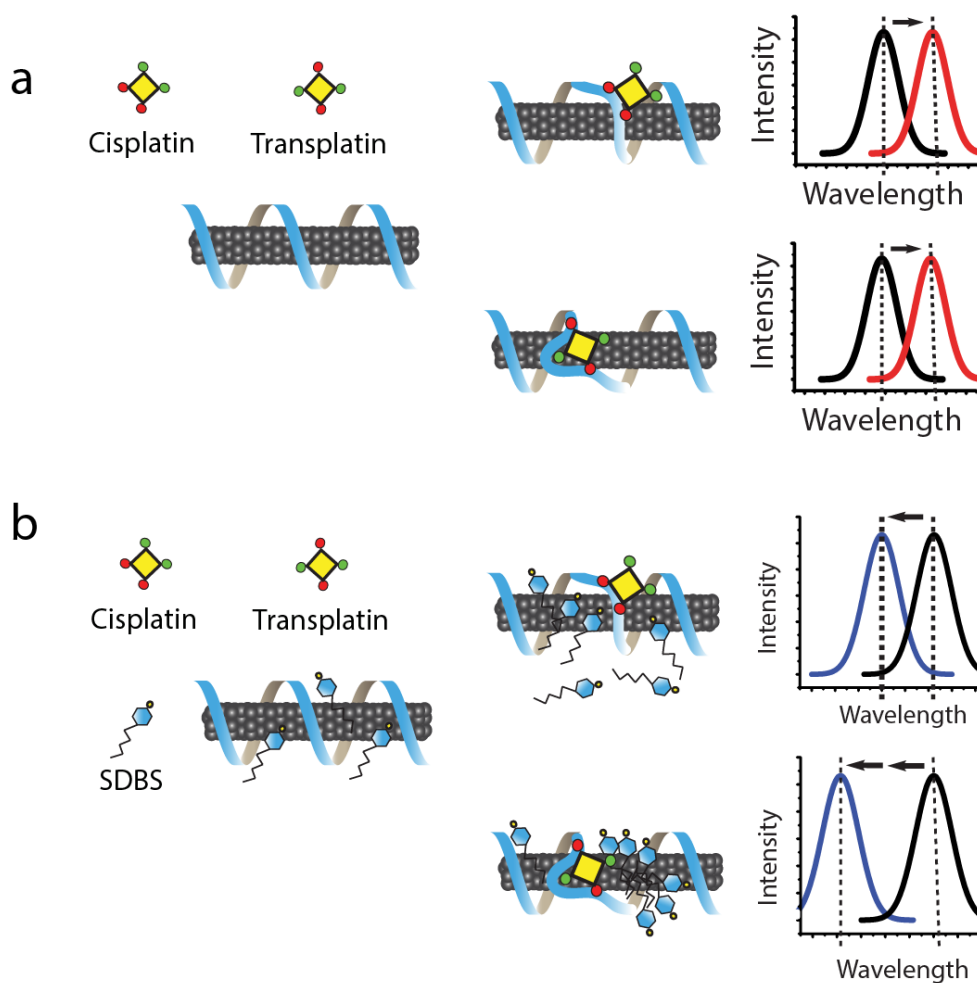 a
Cisplatin
Transplatin
Intensity
Wavelength
Intensity
Wavelength
b
Cisplatin
Transplatin
SDBS
Intensity
Wavelength
Intensity
Wavelength